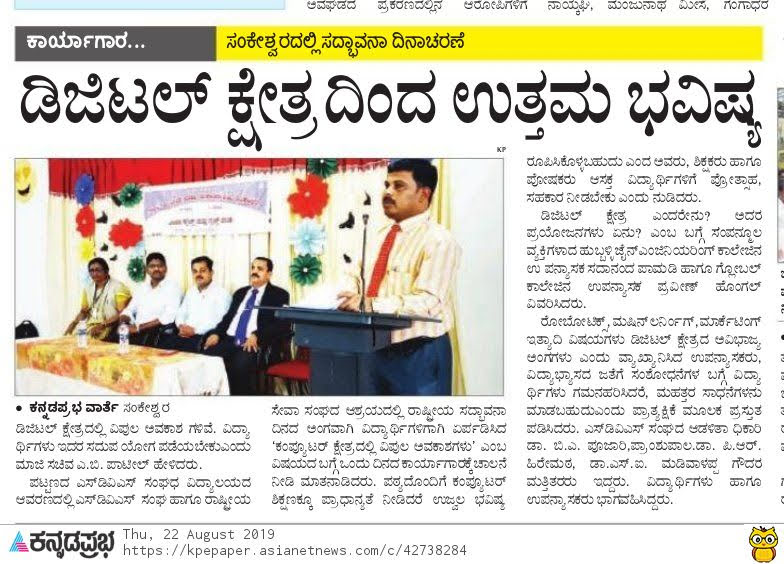 ಅವಘಡದ ಪ್ರಕರಣದಲ್ಲಿನ ಆರೋಪಿಗಳಿಗೆ ನಾಯ್ಕಘಿ, ಮಂಜುನಾಥ ಮೀಸೆ, ಗಂಗಾಧರ
ಕಾರ್ಯಾಗಾರ...
ಸಂಕೇಶ್ವರದಲ್ಲಿ ಸದ್ಭಾವನಾ ದಿನಾಚರಣೆ
ಡಿಜಿಟಲ್ ಕ್ಷೇತ್ರದಿಂದ ಉತ್ತಮ ಭವಿಷ್ಯ
KP
● ಕನ್ನಡಪ್ರಭ ವಾರ್ತೆ ಸಂಕೇಶ್ವರ
ಡಿಜಿಟಲ್ ಕ್ಷೇತ್ರದಲ್ಲಿ ವಿಪುಲ ಅವಕಾಶ ಗಳಿವೆ. ವಿದ್ಯಾ
ರ್ಥಿಗಳು ಇದರ ಸದುಪ ಯೋಗ ಪಡೆಯಬೇಕುಎಂದು
ಮಾಜಿ ಸಚಿವ ಎ.ಬಿ. ಪಾಟೀಲ್ ಹೇಳಿದರು.
ಪಟ್ಟಣದ ಎಸ್‌ಡಿವಿಎಸ್ ಸಂಘಧ ವಿದ್ಯಾಲಯದ
ಆವರಣದಲ್ಲಿ ಎಸ್‌ಡಿವಿಎಸ್ ಸಂಘ ಹಾಗೂ ರಾಷ್ಟ್ರೀಯ
ಸೇವಾ ಸಂಘದ ಆಶ್ರಯದಲ್ಲಿ ರಾಷ್ಟ್ರೀಯ ಸದ್ಭಾವನಾ
ದಿನದ ಅಂಗವಾಗಿ ವಿದ್ಯಾರ್ಥಿಗಳಿಗಾಗಿ ಏರ್ಪಡಿಸಿದ
‘ಕಂಪ್ಯೂಟರ್ ಕ್ಷೇತ್ರದಲ್ಲಿ ವಿಪುಲ ಅವಕಾಶಗಳು’ ಎಂಬ
ವಿಷಯದ ಬಗ್ಗೆ ಒಂದು ದಿನದ ಕಾರ್ಯಾಗಾರಕ್ಕೆ ಚಾಲನೆ
ನೀಡಿ ಮಾತನಾಡಿದರು. ಪಠ್ಯದೊಂದಿಗೆ ಕಂಪ್ಯೂಟರ್
ಶಿಕ್ಷಣಕ್ಕೂ ಪ್ರಾಧಾನ್ಯತೆ ನೀಡಿದರೆ ಉಜ್ವಲ ಭವಿಷ್ಯ
ರೂಪಿಸಿಕೊಳ್ಳಬಹುದು ಎಂದ ಅವರು, ಶಿಕ್ಷಕರು ಹಾಗೂ
ಪೋಷಕರು ಆಸಕ್ತ ವಿದ್ಯಾರ್ಥಿಗಳಿಗೆ ಪ್ರೋತ್ಸಾಹ,
ಸಹಕಾರ ನೀಡಬೇಕು ಎಂದು ನುಡಿದರು.
ಡಿಜಿಟಲ್ ಕ್ಷೇತ್ರ ಎಂದರೇನು? ಅದರ
ಪ್ರಯೋಜನಗಳು ಏನು? ಎಂಬ ಬಗ್ಗೆ ಸಂಪನ್ಮೂಲ
ವ್ಯಕ್ತಿಗಳಾದ ಹುಬ್ಬಳ್ಳಿ ಜೈನ್ ಎಂಜಿನಿಯರಿಂಗ್ ಕಾಲೇಜಿನ
ಉ ಪನ್ಯಾಸಕ ಸದಾನಂದ ಪಾಮಡಿ ಹಾಗೂ ಗ್ಲೋಬಲ್
ಕಾಲೇಜಿನ ಉಪನ್ಯಾಸಕ ಪ್ರವೀಣ್ ಹೊಂಗಲ್
ವಿವರಿಸಿದರು.
ರೋಬೋಟಿಕ್ಸ್, ಮಷಿನ್ ಲರ್ನಿಂಗ್, ಮಾರ್ಕೆಟಿಂಗ್
ಇತ್ಯಾದಿ ವಿಷಯಗಳು ಡಿಜಿಟಲ್ ಕ್ಷೇತ್ರದ ಅವಿಭಾಜ್ಯ
ಅಂಗಗಳು ಎಂದು ವ್ಯಾಖ್ಯಾನಿಸಿದ ಉಪನ್ಯಾಸಕರು,
ವಿದ್ಯಾಭ್ಯಾಸದ ಜತೆಗೆ ಸಂಶೋಧನೆಗಳ ಬಗ್ಗೆ ವಿದ್ಯಾ
ರ್ಥಿಗಳು ಗಮನಹರಿಸಿದರೆ, ಮಹತ್ತರ ಸಾಧನೆಗಳನು
ಮಾಡಬಹುದುಎಂದು ಪ್ರಾತ್ಯಕ್ಷಿಕೆ ಮೂಲಕ ಪ್ರಸ್ತುತ
ಪಡಿಸಿದರು. ಎಸ್‌ಡಿವಿಎಸ್ ಸಂಘದ ಆಡಳಿತಾ ಧಿಕಾರಿ
ಡಾ. ಬಿ.ಎ. ಪೂಜಾರಿ,ಪ್ರಾಂಶುಪಾಲ.ಡಾ. ಪಿ.ಆರ್.
ಹಿರೇಮಠ, ಡಾ.ಎಸ್.ಐ. ಮಡಿವಾಳಪ್ಪ ಗೌದರ
ಮತ್ತಿತರರು ಇದ್ದರು. ವಿದ್ಯಾರ್ಥಿಗಳು ಹಾಗೂ
ಉಪನ್ಯಾಸಕರು ಭಾಗವಹಿಸಿದ್ದರು.
ಕನ್ನಡಪ್ರಭ
Thu, 22 August 2019
https://kpepaper.asianetnews.com/c/42738284